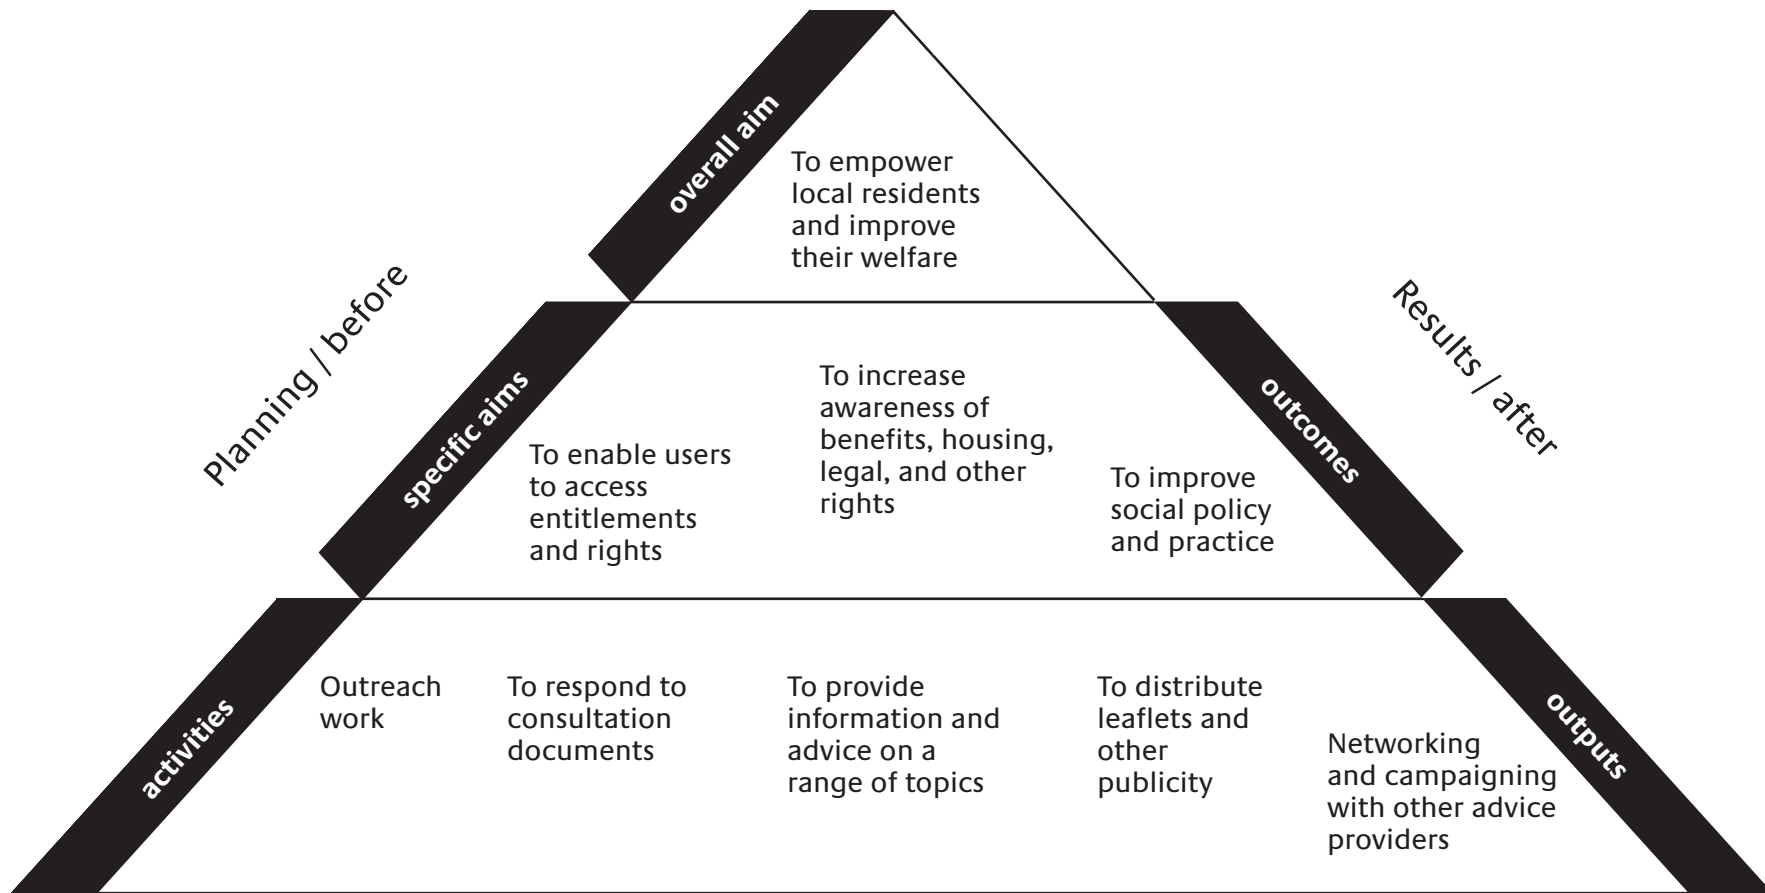 overall aim
To empower
local residents
and improve
their welfare
Planning / before
Results / after
specific aims
To enable users
to access
entitlements
and rights
To increase
awareness of
benefits, housing,
legal, and other
rights
To improve
social policy
and practice
outcomes
activities
Outreach
work
To respond to
consultation
documents
To provide
information and
advice on a
range of topics
To distribute
leaflets and
other
publicity
Networking
and campaigning
with other advice
providers
outputs